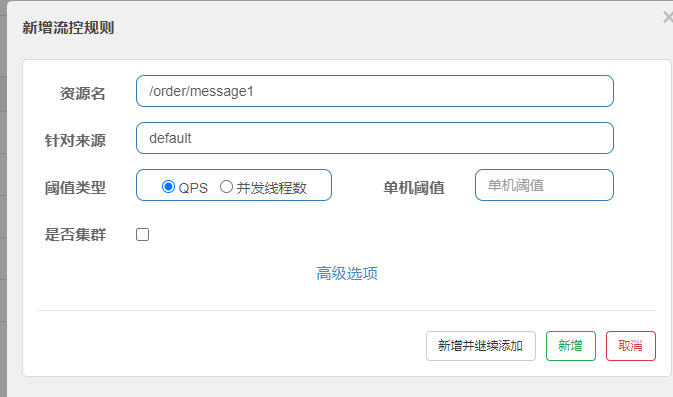 新增流控规则
资源名 /order/message1
针对来源 default
阈值类型 QPS 并发线程数 单机阈值 单机阈值
是否集群
高级选项
新增并继续添加 新增 取消